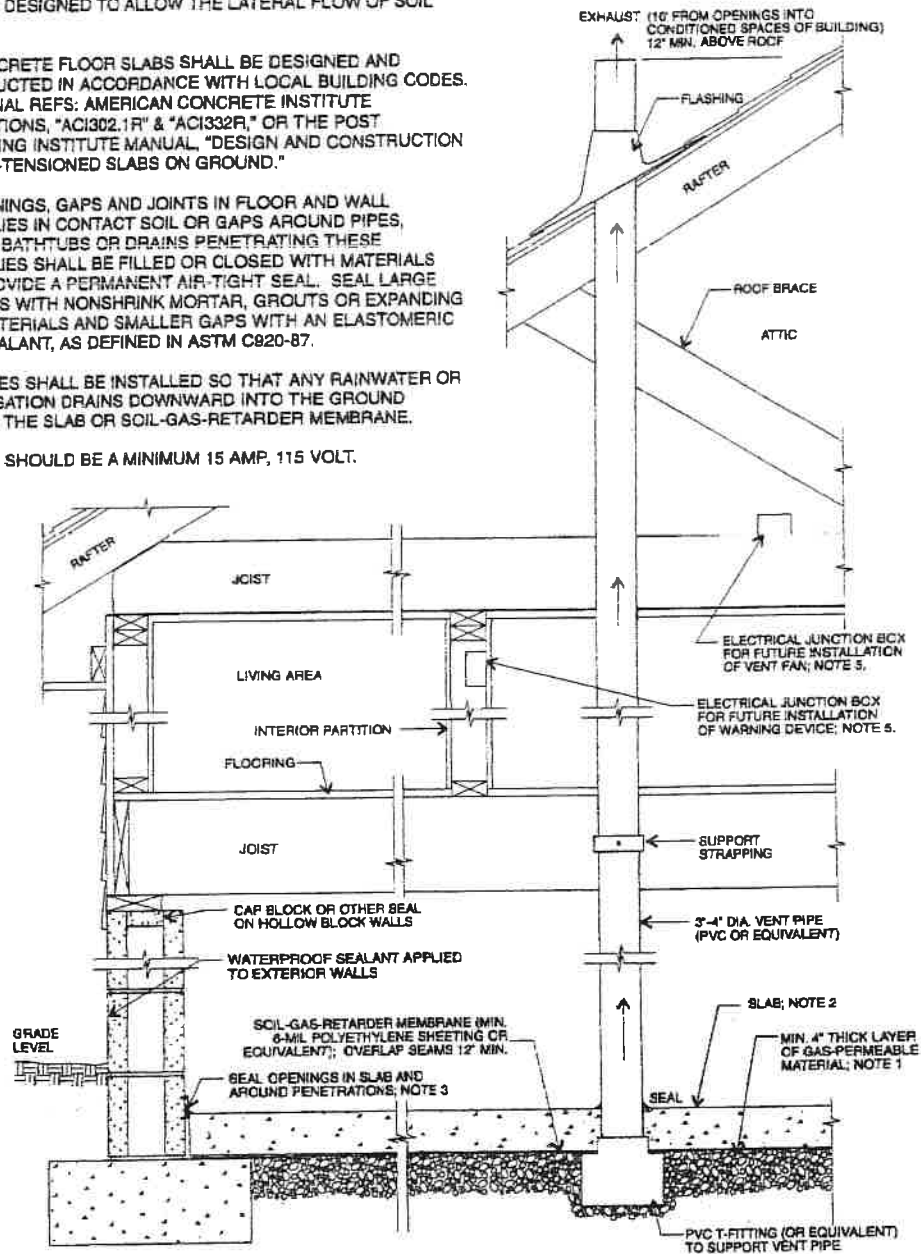 DESIGNED TO ALLOW THE LATERAL FLOW OF SOIL
CRETE FLOOR SLABS SHALL BE DESIGNED AND
UCTED IN ACCORDANCE WITH LOCAL BUILDING CODES.
NAL REFS: AMERICAN CONCRETE INSTITUTE
TIONS, "ACI302.1R" & "ACI332R," OR THE POST
ING INSTITUTE MANUAL, "DESIGN AND CONSTRUCTION
-TENSIONED SLABS ON GROUND."
NINGS, GAPS AND JOINTS IN FLOOR AND WALL
LIES IN CONTACT SOIL OR GAPS AROUND PIPES,
BATHTUBS OR DRAINS PENETRATING THESE
LIES SHALL BE FILLED OR CLOSED WITH MATERIALS
OVIDE A PERMANENT AIR-TIGHT SEAL. SEAL LARGE
S WITH NONSHRINK MORTAR, GROUTS OR EXPANDING
TERIALS AND SMALLER GAPS WITH AN ELASTOMERIC
ALANT, AS DEFINED IN ASTM C920-87.
ES SHALL BE INSTALLED SO THAT ANY RAINWATER OR
SATION DRAINS DOWNWARD INTO THE GROUND
THE SLAB OR SOIL-GAS-RETARDER MEMBRANE.
SHOULD BE A MINIMUM 15 AMP, 115 VOLT.
EXHAUST (10' FROM OPENINGS INTO
CONDITIONED SPACES OF BUILDING)
12" MIN. ABOVE ROOF
FLASHING
RAFTER
ROOF BRACE
ATTIC
RAFTER
JOIST
ELECTRICAL JUNCTION BOX
FOR FUTURE INSTALLATION
OF VENT FAN; NOTE 5.
LIVING AREA
ELECTRICAL JUNCTION BOX
FOR FUTURE INSTALLATION
OF WARNING DEVICE; NOTE 5.
INTERIOR PARTITION
FLOORING
JOIST
SUPPORT
STRAPPING
CAP BLOCK OR OTHER SEAL
ON HOLLOW BLOCK WALLS
3"-4" DIA. VENT PIPE
(PVC OR EQUIVALENT)
WATERPROOF SEALANT APPLIED
TO EXTERIOR WALLS
SLAB; NOTE 2
GRADE
LEVEL
SOIL-GAS-RETARDER MEMBRANE (MIN.
6-MIL POLYETHYLENE SHEETING OR
EQUIVALENT); OVERLAP SEAMS 12" MIN.
MIN. 4" THICK LAYER
OF GAS-PERMEABLE
MATERIAL; NOTE 1
SEAL OPENINGS IN SLAB AND
AROUND PENETRATIONS; NOTE 3
SEAL
PVC T-FITTING (OR EQUIVALENT)
TO SUPPORT VENT PIPE